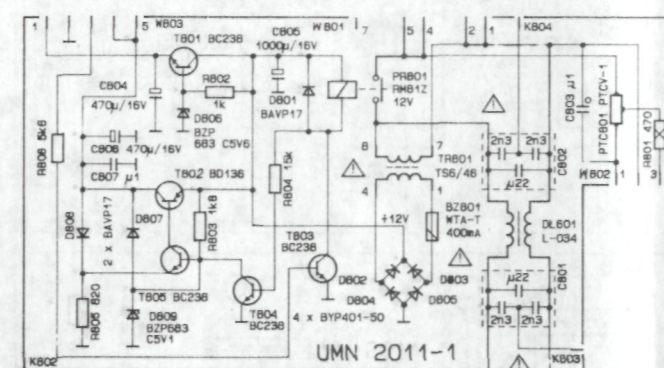 1 5 W803
T801 BC238
C805
1000µ/16V
W801
7 5 4 2 1
K804
C804
470µ/16V
R802
1k
D801
BAVP17
PR801
RM81Z
12V
D806
BZP
683 C5V6
R806 5k6
C806 470µ/16V
C807 µ1
R804 15k
8 7
TR801
TS6/46
4 1
2n3 2n3
µ22
C802
C803 µ1
PTC801 PTCV-1
R801 470
W802 1 3
T802 BD136
D808
2 x BAVP17
D807
R803 1k8
T803
BC238
+12V
BZ801
WTA-T
400mA
DŁ601
L-034
R805 820
T805 BC238
D809
BZP683
C5V1
T804
BC238
D802 D803
D804 D805
4 x BYP401-50
µ22
2n3 2n3
C801
K802
UMN 2011-1
K803